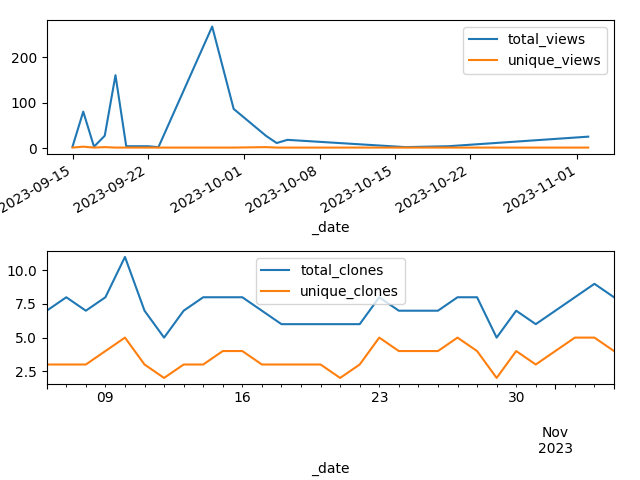 200
100
0
total_views
unique_views
2023-09-15
2023-09-22
2023-10-01
2023-10-08
2023-10-15
2023-10-22
2023-11-01
_date
10.0
7.5
5.0
2.5
total_clones
unique_clones
09
16
23
30
Nov
2023
_date